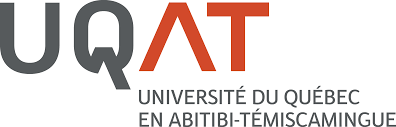 UQAT
UNIVERSITÉ DU QUÉBEC
EN ABITIBI-TÉMISCAMINGUE